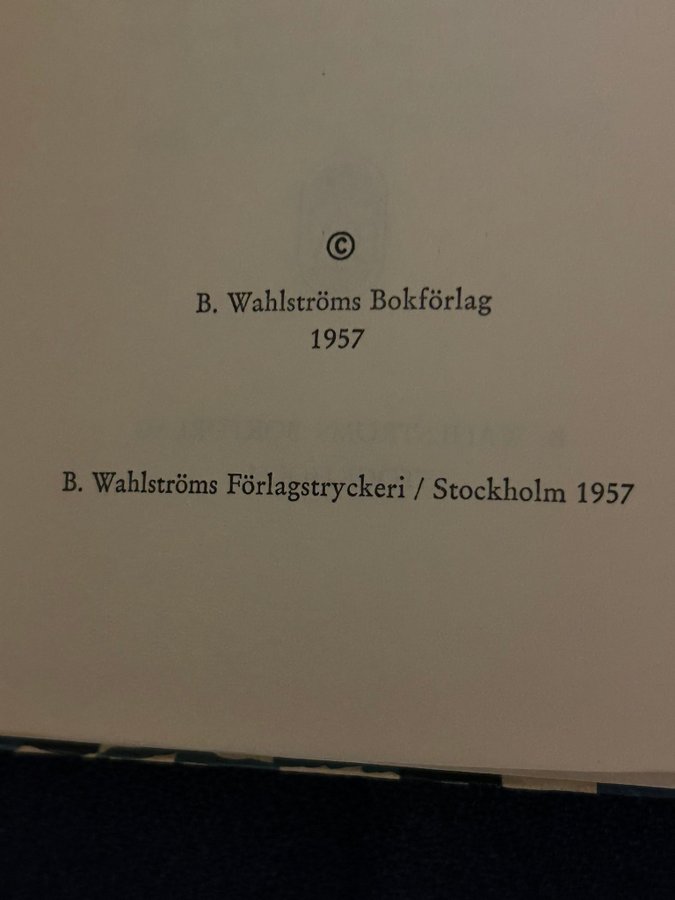 ©
B. Wahlströms Bokförlag
1957
B. Wahlströms Förlagstryckeri / Stockholm 1957